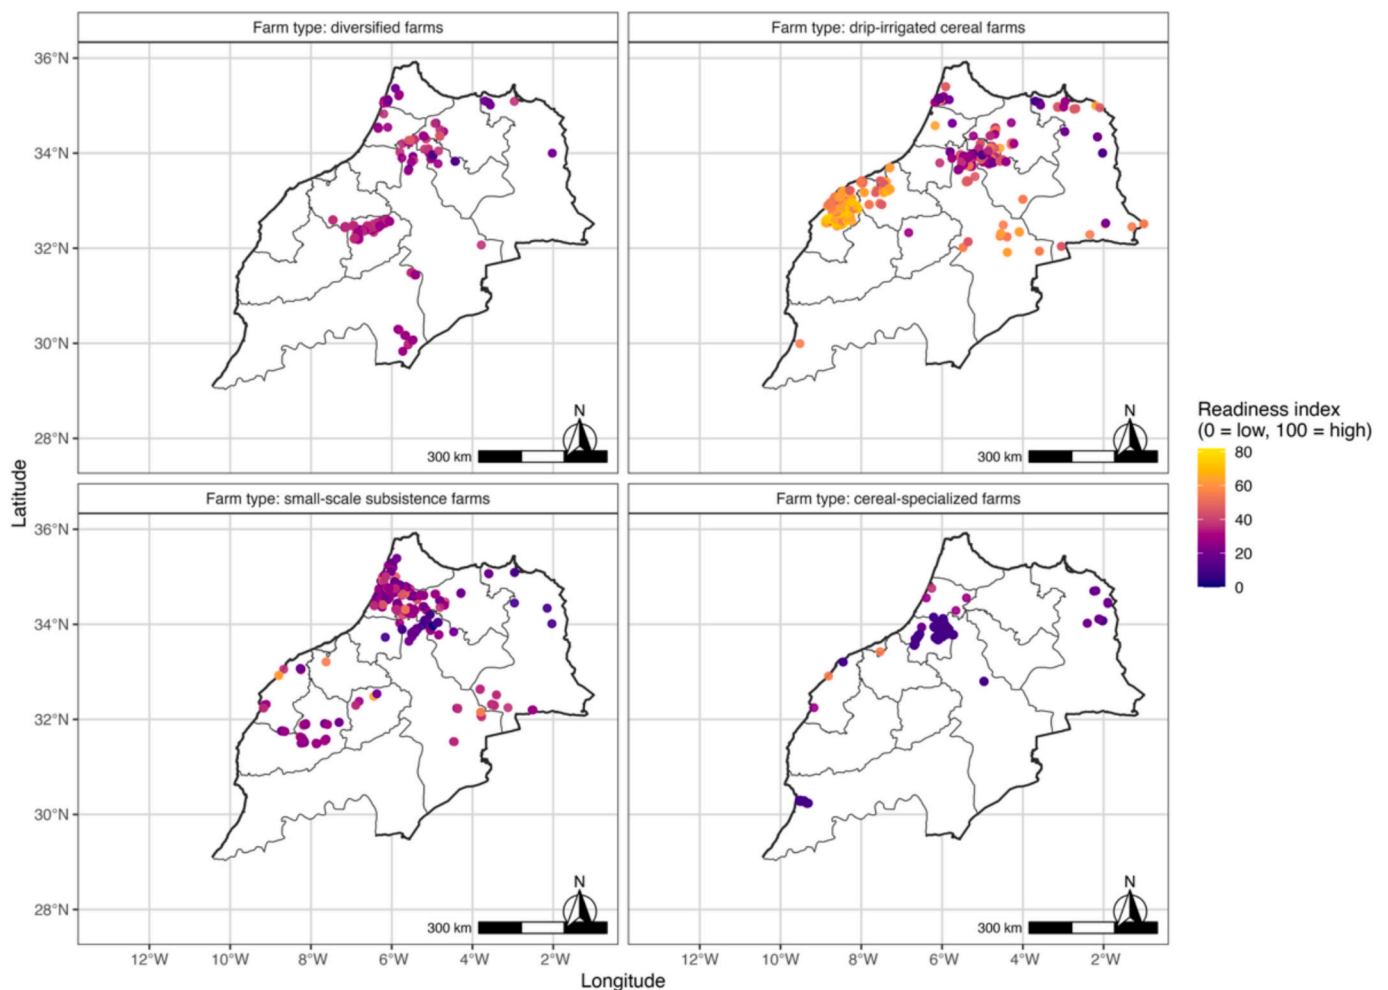 Farm type: diversified farms
Farm type: drip-irrigated cereal farms
36°N
34°N
32°N
30°N
28°N
N
300 km
N
300 km
Farm type: small-scale subsistence farms
Farm type: cereal-specialized farms
36°N
34°N
32°N
30°N
28°N
N
300 km
N
300 km
12°W 10°W 8°W 6°W 4°W 2°W
12°W 10°W 8°W 6°W 4°W 2°W
Longitude
Latitude
Readiness index
(0 = low, 100 = high)
80
60
40
20
0